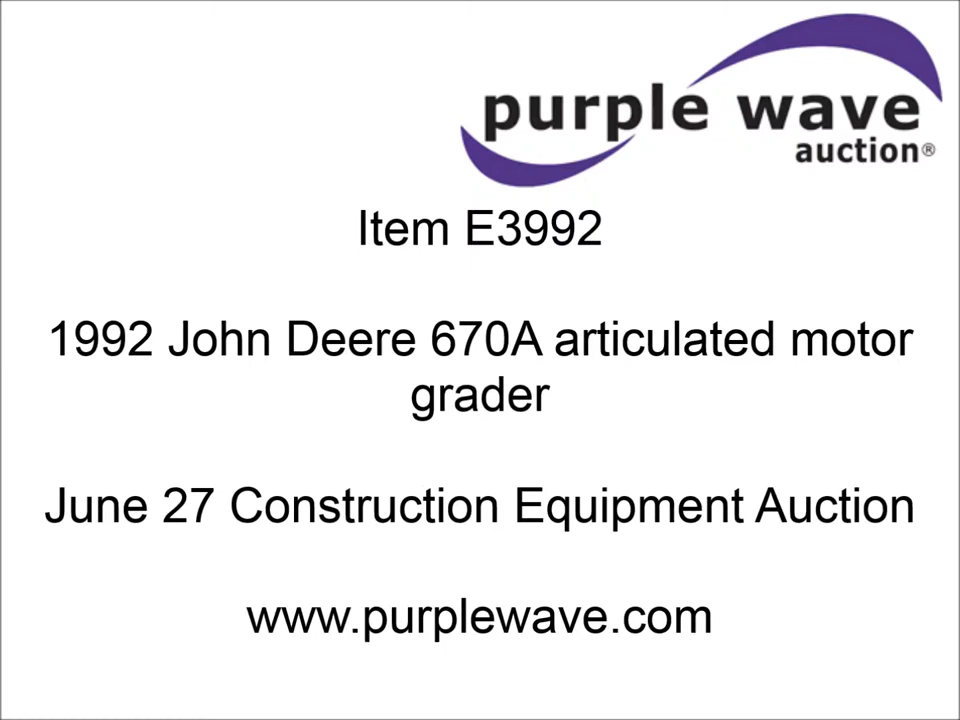 purple wave
auction®
Item E3992
1992 John Deere 670A articulated motor
grader
June 27 Construction Equipment Auction
www.purplewave.com